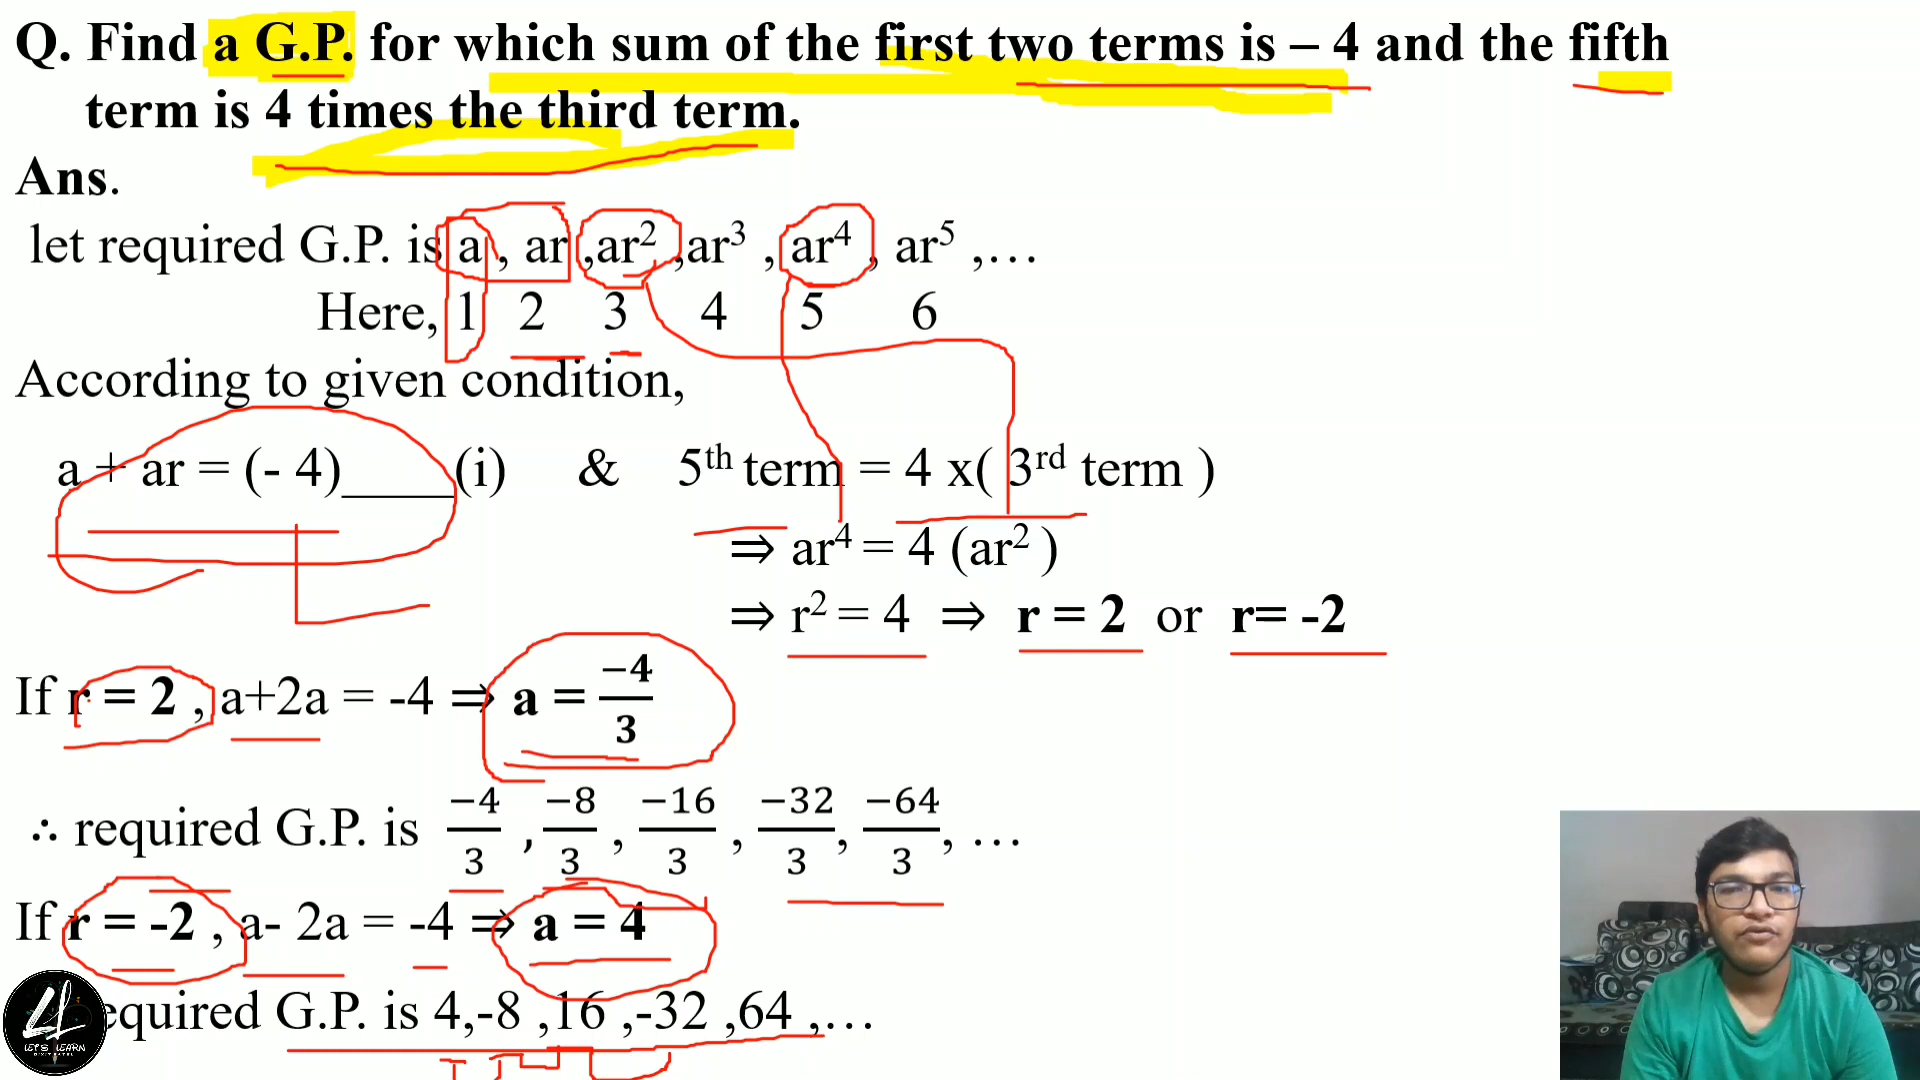 Q. Find a G.P. for which sum of the first two terms is – 4 and the fifth
term is 4 times the third term.
Ans.
let required G.P. is a , ar ,ar² ,ar³ , ar⁴ , ar⁵ ,…
Here, 1 2 3 4 5 6
According to given condition,
a + ar = (- 4)_____(i) & 5ᵗʰ term = 4 x( 3ʳᵈ term )
⇒ ar⁴ = 4 (ar² )
⇒ r² = 4 ⇒ r = 2 or r= -2
If r = 2 , a+2a = -4 ⇒ a = −4/3
∴ required G.P. is −4/3 , −8/3 , −16/3 , −32/3 , −64/3 , …
If r = -2 , a- 2a = -4 ⇒ a = 4
equired G.P. is 4,-8 ,16 ,-32 ,64 ,…
LET'S LEARN